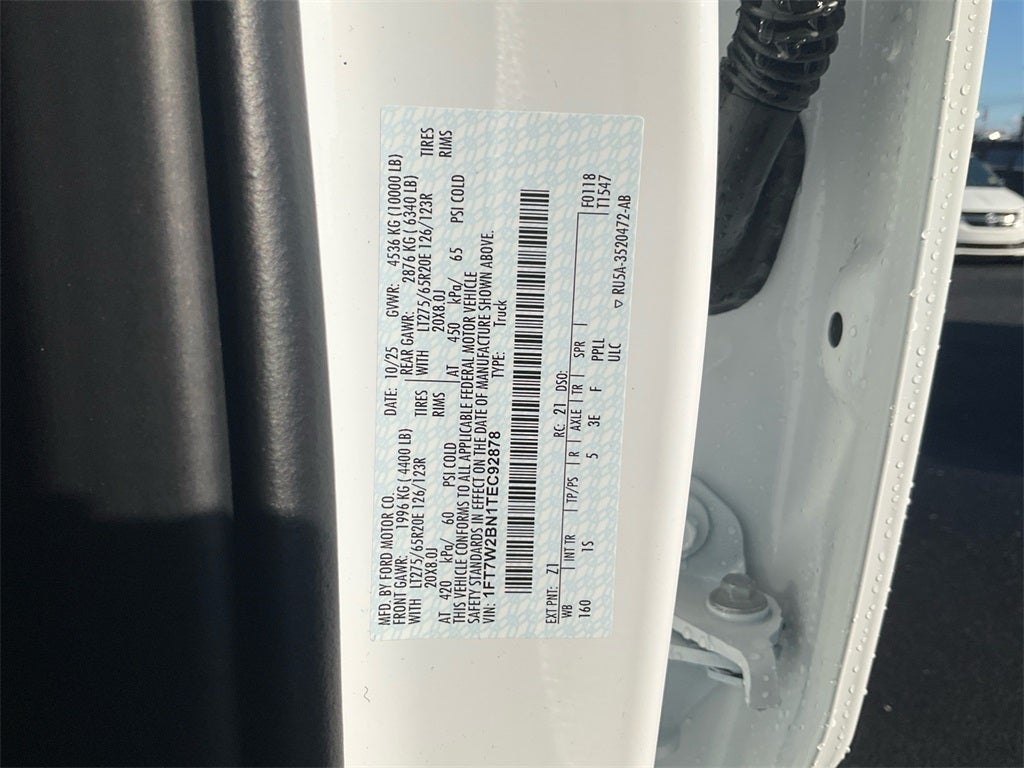 MFD. BY FORD MOTOR CO.
DATE: 10/25 GVWR: 4536 KG (10000 LB)
FRONT GAWR: 1996 KG ( 4400 LB)
REAR GAWR: 2876 KG ( 6340 LB)
WITH LT275/65R20E 126/123R TIRES
20X8.0J RIMS
WITH LT275/65R20E 126/123R TIRES
20X8.0J RIMS
AT 420 kPa/ 60 PSI COLD
AT 450 kPa/ 65 PSI COLD
THIS VEHICLE CONFORMS TO ALL APPLICABLE FEDERAL MOTOR VEHICLE
SAFETY STANDARDS IN EFFECT ON THE DATE OF MANUFACTURE SHOWN ABOVE.
VIN: 1FT7W2BN1TEC92878 TYPE: Truck
EXT PNT: Z1 RC: 21 DSO: F0118
WB INT TR TP/PS R AXLE TR SPR T1547
160 1S 5 3E F PPLL
ULC ▽ RU5A-3520472-AB